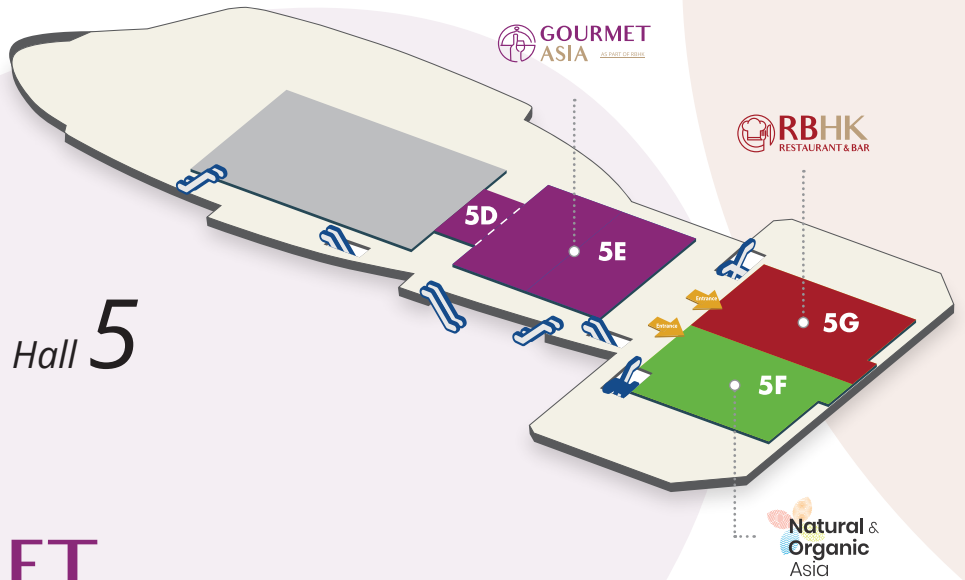 GOURMET
ASIA AS PART OF RBHK
RBHK
RESTAURANT & BAR
5D
5E
Entrance
5G
Entrance
5F
Hall 5
Natural &
Organic
Asia
ET